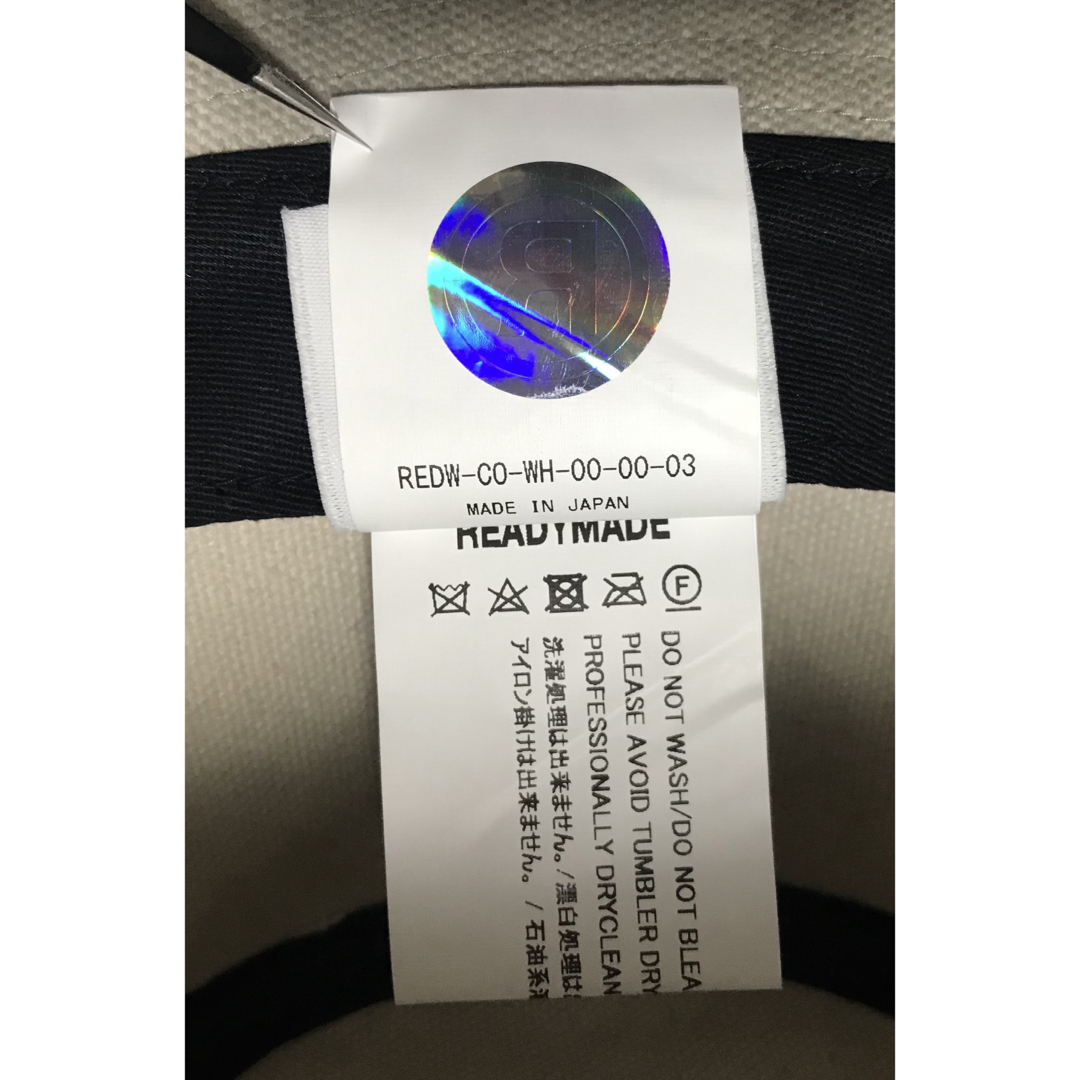 R
REDW-CO-WH-00-00-03
MADE IN JAPAN
READYMADE
F
DO NOT WASH/DO NOT BLEA
PLEASE AVOID TUMBLER DRY
PROFESSIONALLY DRYCLEAN
洗濯処理は出来ません。/漂白処理は
アイロン掛けは出来ません。/石油系